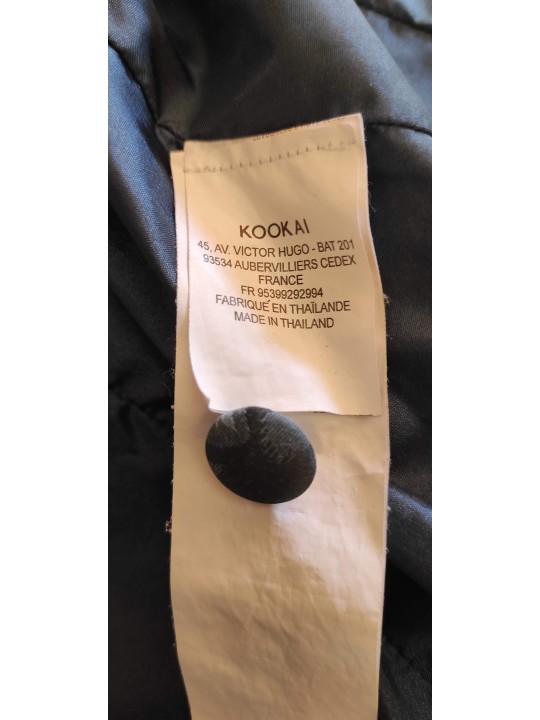 KOOKAI
45, AV. VICTOR HUGO - BAT 201
93534 AUBERVILLIERS CEDEX
FRANCE
FR 95399292994
FABRIQUÉ EN THAÏLANDE
MADE IN THAILAND